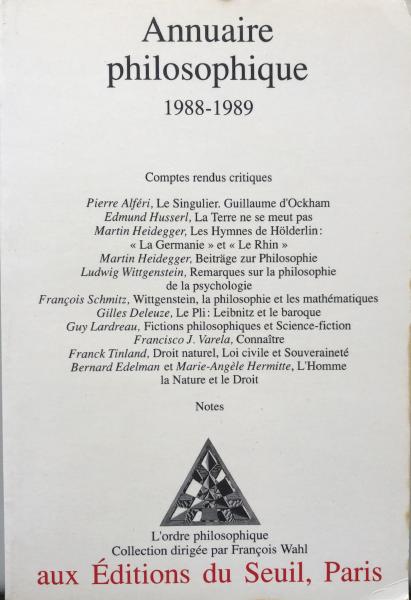 Annuaire
philosophique
1988-1989
Comptes rendus critiques
Pierre Alféri, Le Singulier. Guillaume d'Ockham
Edmund Husserl, La Terre ne se meut pas
Martin Heidegger, Les Hymnes de Hölderlin :
« La Germanie » et « Le Rhin »
Martin Heidegger, Beiträge zur Philosophie
Ludwig Wittgenstein, Remarques sur la philosophie
de la psychologie
François Schmitz, Wittgenstein, la philosophie et les mathématiques
Gilles Deleuze, Le Pli : Leibnitz et le baroque
Guy Lardreau, Fictions philosophiques et Science-fiction
Francisco J. Varela, Connaître
Franck Tinland, Droit naturel, Loi civile et Souveraineté
Bernard Edelman et Marie-Angèle Hermitte, L'Homme
la Nature et le Droit
Notes
L'ordre philosophique
Collection dirigée par François Wahl
aux Éditions du Seuil, Paris